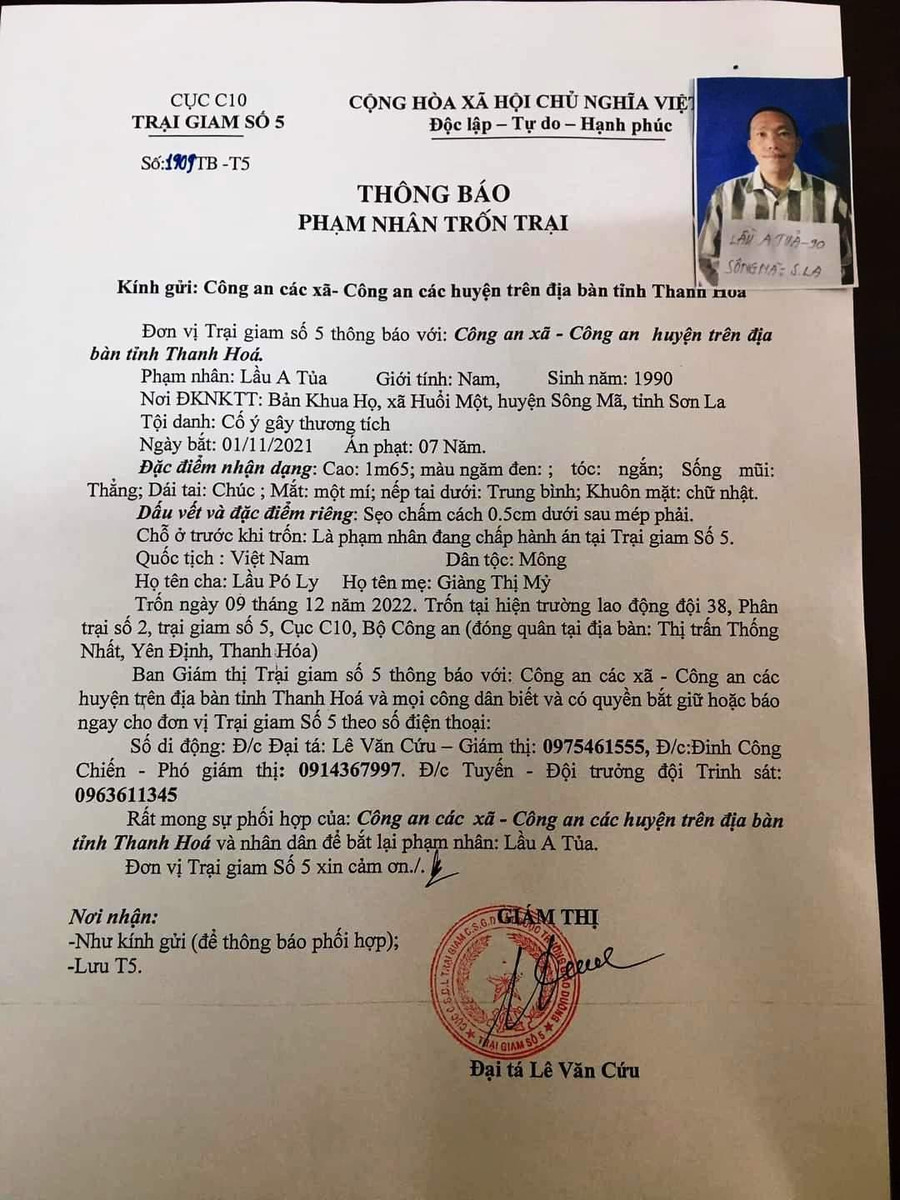 CỤC C10
TRẠI GIAM SỐ 5
Số:1909TB -T5
CỘNG HÒA XÃ HỘI CHỦ NGHĨA VIỆT
Độc lập – Tự do – Hạnh phúc
LẦU A TỦA-90
SÔNG MÃ - S.LA
THÔNG BÁO
PHẠM NHÂN TRỐN TRẠI
Kính gửi: Công an các xã- Công an các huyện trên địa bàn tỉnh Thanh Hoá
Đơn vị Trại giam số 5 thông báo với: Công an xã - Công an huyện trên địa
bàn tỉnh Thanh Hoá.
Phạm nhân: Lầu A Tủa Giới tính: Nam, Sinh năm: 1990
Nơi ĐKNKTT: Bản Khua Họ, xã Huổi Một, huyện Sông Mã, tỉnh Sơn La
Tội danh: Cố ý gây thương tích
Ngày bắt: 01/11/2021 Án phạt: 07 Năm.
Đặc điểm nhận dạng: Cao: 1m65; màu ngăm đen: ; tóc: ngắn; Sống mũi:
Thẳng; Dái tai: Chúc ; Mắt: một mí; nếp tai dưới: Trung bình; Khuôn mặt: chữ nhật.
Dấu vết và đặc điểm riêng: Sẹo chấm cách 0.5cm dưới sau mép phải.
Chỗ ở trước khi trốn: Là phạm nhân đang chấp hành án tại Trại giam Số 5.
Quốc tịch : Việt Nam Dân tộc: Mông
Họ tên cha: Lầu Pó Ly Họ tên mẹ: Giàng Thị Mỷ
Trốn ngày 09 tháng 12 năm 2022. Trốn tại hiện trường lao động đội 38, Phân
trại số 2, trại giam số 5, Cục C10, Bộ Công an (đóng quân tại địa bàn: Thị trấn Thống
Nhất, Yên Định, Thanh Hóa)
Ban Giám thị Trại giam số 5 thông báo với: Công an các xã - Công an các
huyện trên địa bàn tỉnh Thanh Hoá và mọi công dân biết và có quyền bắt giữ hoặc báo
ngay cho đơn vị Trại giam Số 5 theo số điện thoại:
Số di động: Đ/c Đại tá: Lê Văn Cứu – Giám thị: 0975461555, Đ/c:Đinh Công
Chiến - Phó giám thị: 0914367997. Đ/c Tuyến - Đội trưởng đội Trinh sát:
0963611345
Rất mong sự phối hợp của: Công an các xã - Công an các huyện trên địa bàn
tỉnh Thanh Hoá và nhân dân để bắt lại phạm nhân: Lầu A Tủa.
Đơn vị Trại giam Số 5 xin cảm ơn./.
Nơi nhận:
-Như kính gửi (để thông báo phối hợp);
-Lưu T5.
GIÁM THỊ
TRẠI GIAM SỐ 5
Đại tá Lê Văn Cứu